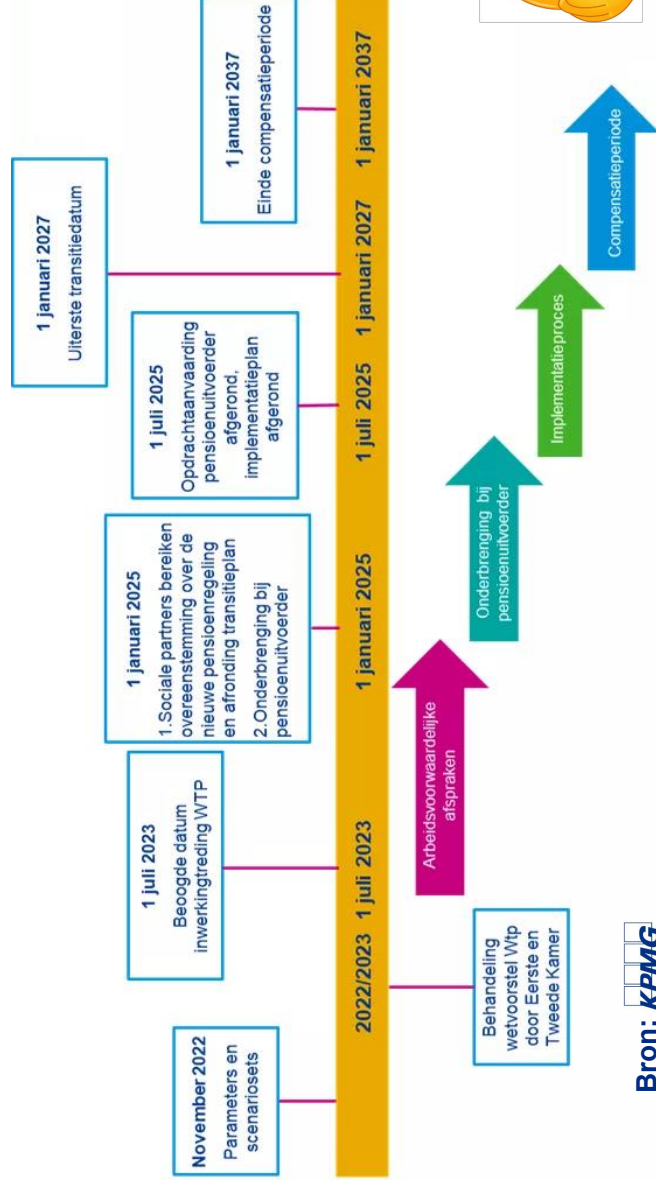 November 2022
Parameters en
scenariosets
1 juli 2023
Beoogde datum
inwerkingtreding WTP
1 januari 2025
1.Sociale partners bereiken
overeenstemming over de
nieuwe pensioenregeling
en afronding transitieplan
2.Onderbrenging bij
pensioenuitvoerder
1 juli 2025
Opdrachtaanvaarding
pensioenuitvoerder
afgerond,
implementatieplan
afgerond
1 januari 2027
Uiterste transitiedatum
1 januari 2037
Einde compensatieperiode
2022/2023
1 juli 2023
1 januari 2025
1 juli 2025
1 januari 2027
1 januari 2037
Behandeling
wetvoorstel Wtp
door Eerste en
Tweede Kamer
Arbeidsvoorwaardelijke
afspraken
Onderbrenging bij
pensioenuitvoerder
Implementatieproces
Compensatieperiode
Bron: KPMG